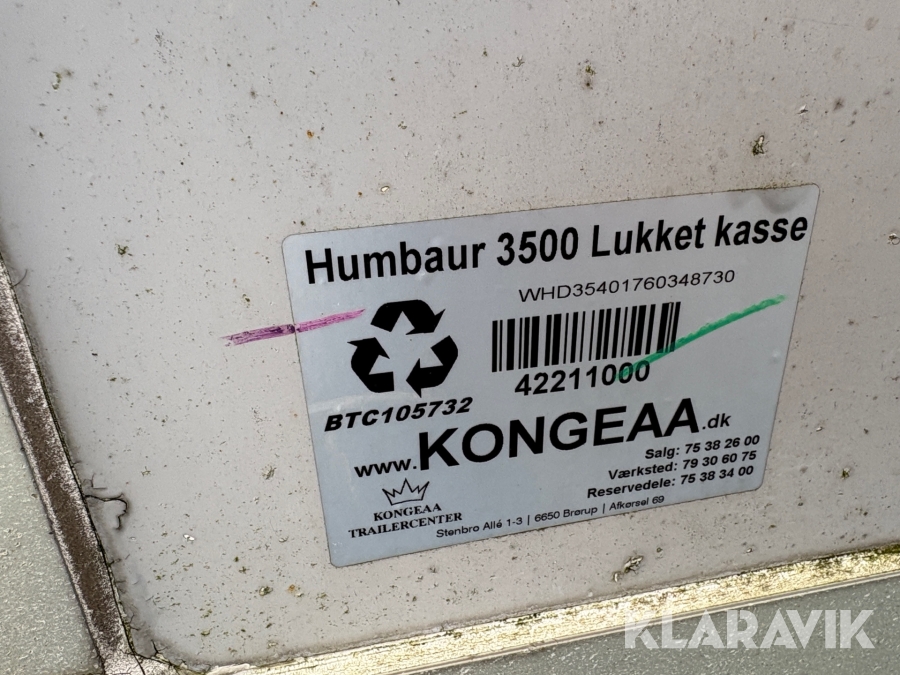 Humbaur 3500 Lukket kasse
WHD35401760348730
42211000
BTC105732
www.KONGEAA.dk
Salg: 75 38 26 00
Værksted: 79 30 60 75
Reservedele: 75 38 34 00
KONGEAA
TRAILERCENTER
Stenbro Allé 1-3 | 6650 Brørup | Afkørsel 69
KLARAVIK